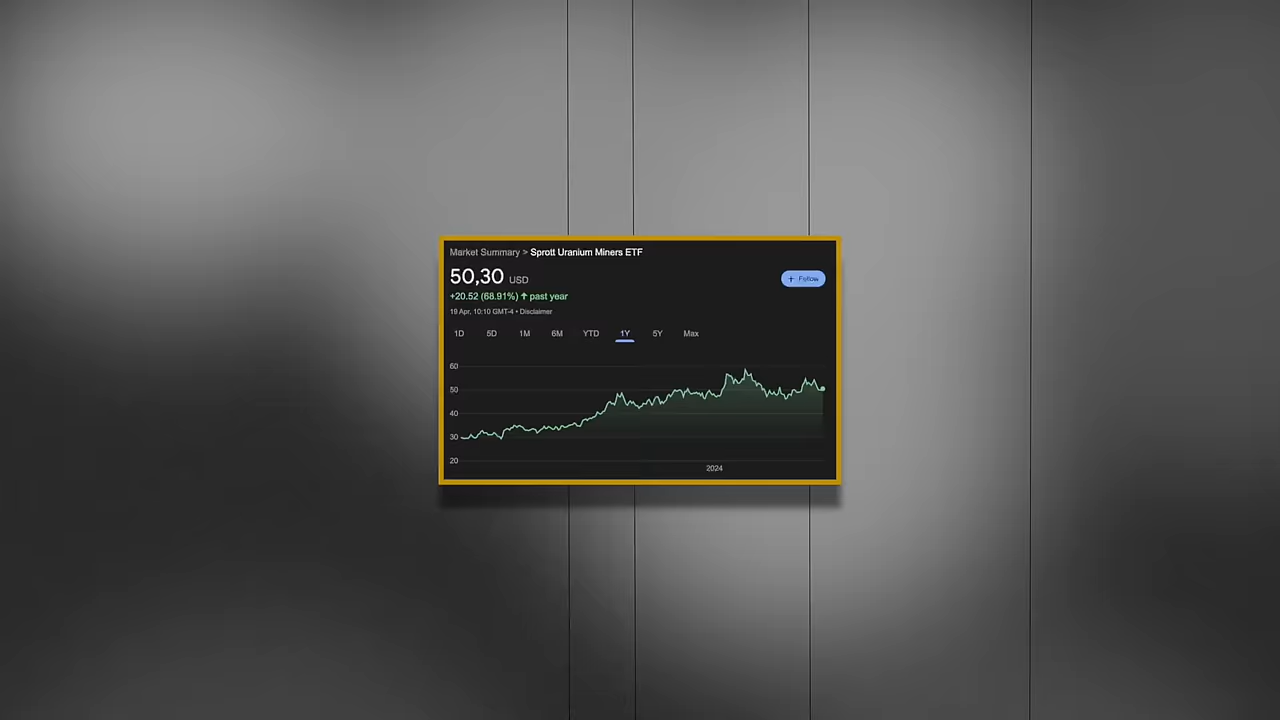 Market Summary > Sprott Uranium Miners ETF
50,30 USD
+ Follow
+20.52 (68.91%) ↑ past year
19 Apr, 10:10 GMT-4 • Disclaimer
1D 5D 1M 6M YTD 1Y 5Y Max
60
50
40
30
20
2024